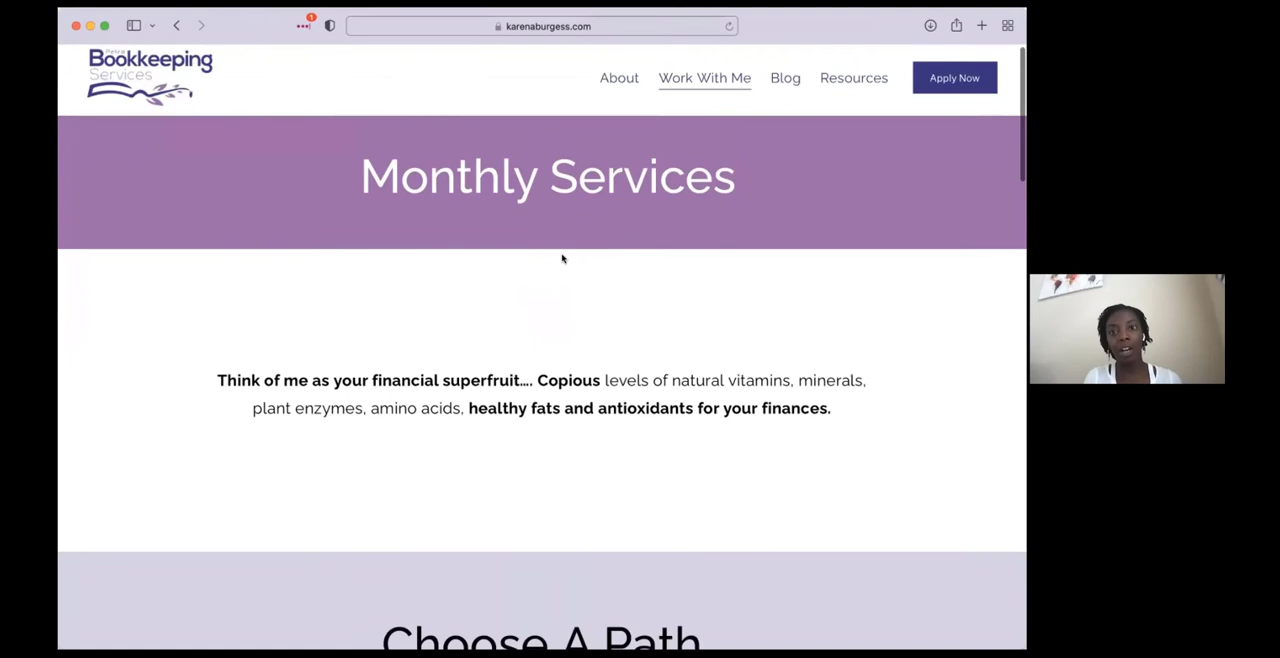 1
karenaburgess.com
Bookkeeping
Services
About Work With Me Blog Resources Apply Now
Monthly Services
Think of me as your financial superfruit.... Copious levels of natural vitamins, minerals,
plant enzymes, amino acids, healthy fats and antioxidants for your finances.
Choose A Path